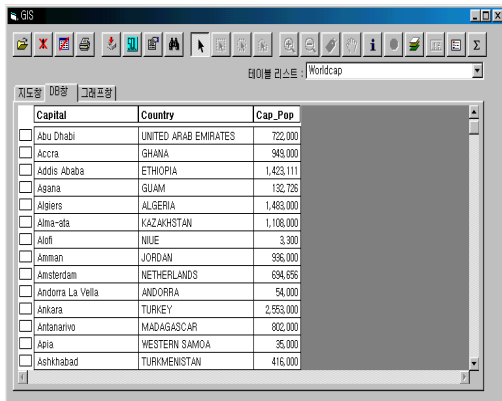 GIS
테이블 리스트 : Worldcap
지도창 DB창 그래프창
Capital Country Cap_Pop
Abu Dhabi UNITED ARAB EMIRATES 722,000
Accra GHANA 949,000
Addis Ababa ETHIOPIA 1,423,111
Agana GUAM 132,726
Algiers ALGERIA 1,483,000
Alma-ata KAZAKHSTAN 1,108,000
Alofi NIUE 3,300
Amman JORDAN 936,000
Amsterdam NETHERLANDS 694,656
Andorra La Vella ANDORRA 54,000
Ankara TURKEY 2,553,000
Antanarivo MADAGASCAR 802,000
Apia WESTERN SAMOA 35,000
Ashkhabad TURKMENISTAN 416,000